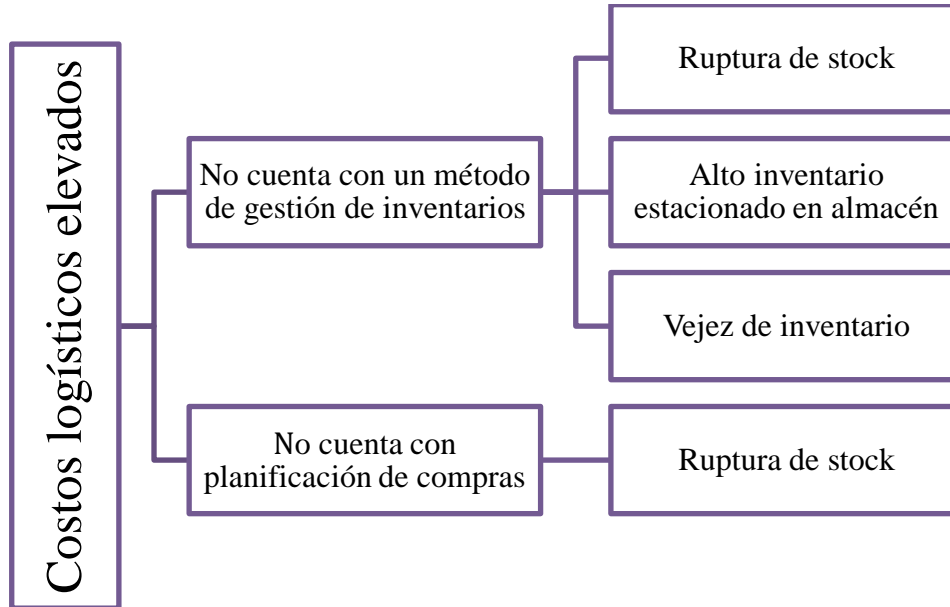 Costos logísticos elevados
No cuenta con un método
de gestión de inventarios
Ruptura de stock
Alto inventario
estacionado en almacén
Vejez de inventario
No cuenta con
planificación de compras
Ruptura de stock